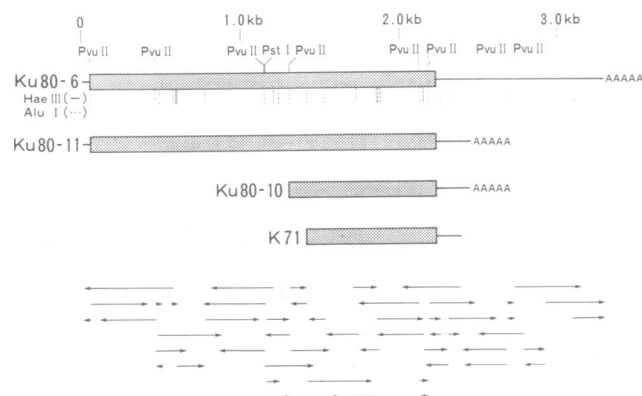 0 1.0kb 2.0kb 3.0kb
Pvu II Pvu II Pvu II Pst I Pvu II Pvu II Pvu II Pvu II Pvu II
Ku80-6 AAAAA
Hae III (—)
Alu I (···)
Ku80-11 AAAAA
Ku80-10 AAAAA
K71